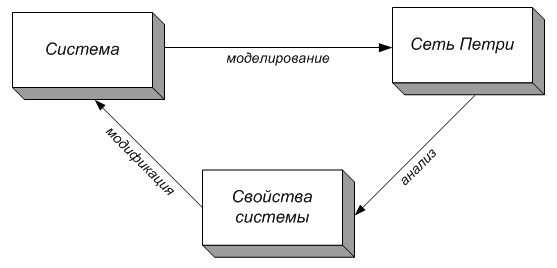 Система
моделирование
Сеть Петри
модификация
анализ
Свойства
системы